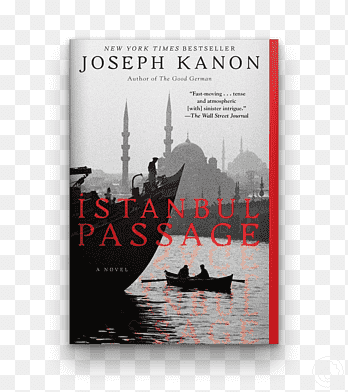 NEW YORK TIMES BESTSELLER
JOSEPH KANON
Author of The Good German
"Fast-moving . . . tense
and atmospheric
[with] sinister intrigue."
—The Wall Street Journal
ISTANBUL
PASSAGE
A NOVEL